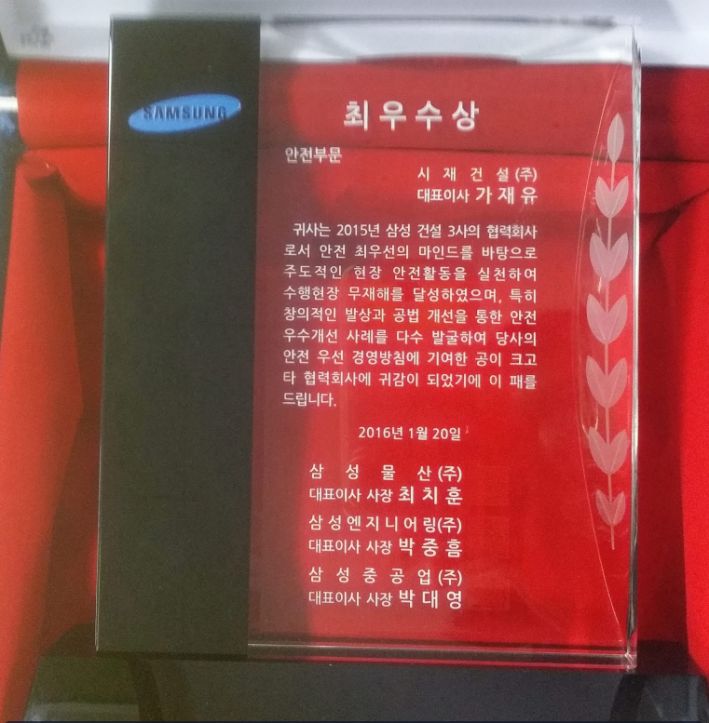 SAMSUNG
최우수상
안전부문
시 재 건 설 (주)
대표이사 가 재 유
귀사는 2015년 삼성 건설 3사의 협력회사
로서 안전 최우선의 마인드를 바탕으로
주도적인 현장 안전활동을 실천하여
수행현장 무재해를 달성하였으며, 특히
창의적인 발상과 공법 개선을 통한 안전
우수개선 사례를 다수 발굴하여 당사의
안전 우선 경영방침에 기여한 공이 크고
타 협력회사에 귀감이 되었기에 이 패를
드립니다.
2016년 1월 20일
삼 성 물 산 (주)
대표이사 사장 최 치 훈
삼성엔지니어링(주)
대표이사 사장 박 중 흠
삼 성 중 공 업 (주)
대표이사 사장 박 대 영